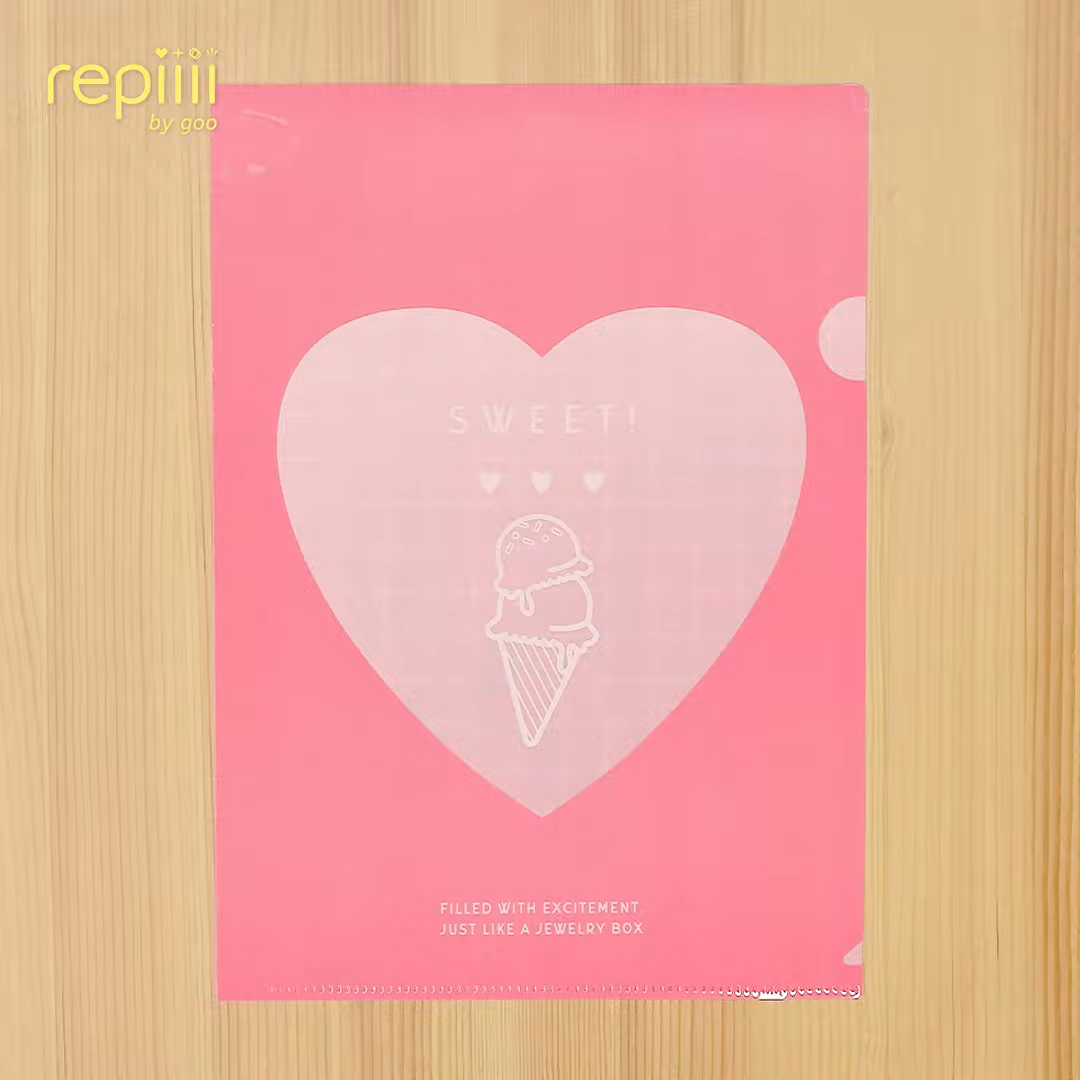 repiiii
by goo
SWEET!
FILLED WITH EXCITEMENT
JUST LIKE A JEWELRY BOX